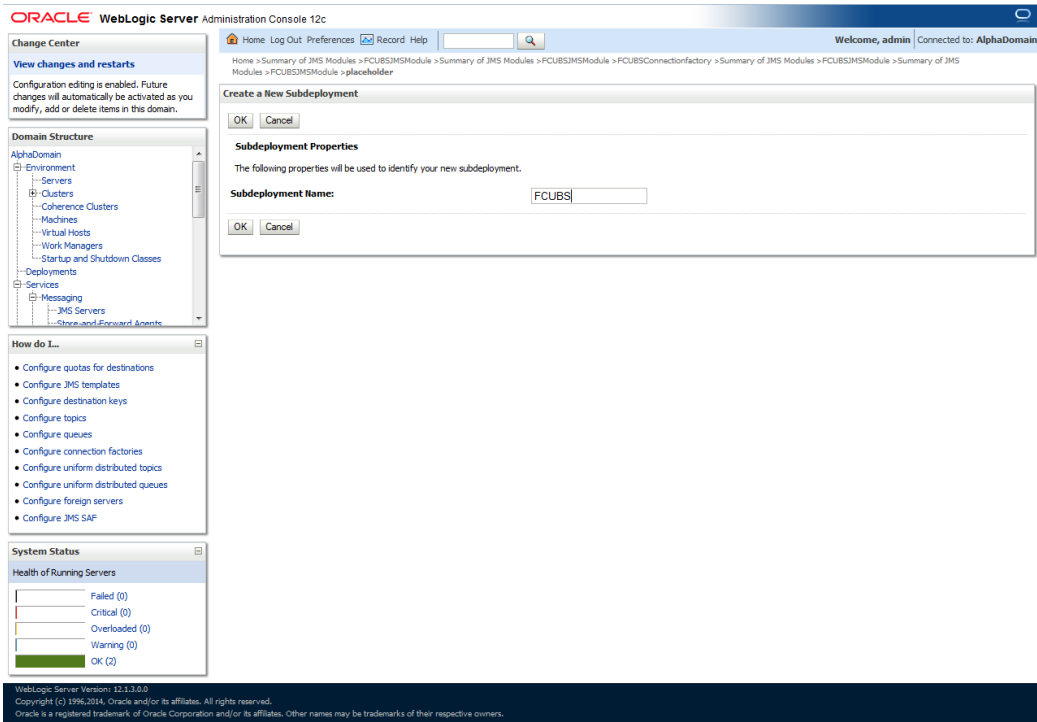 ORACLE WebLogic Server Administration Console 12c
Change Center
View changes and restarts
Configuration editing is enabled. Future
changes will automatically be activated as you
modify, add or delete items in this domain.
Domain Structure
AlphaDomain
Environment
Servers
Clusters
Coherence Clusters
Machines
Virtual Hosts
Work Managers
Startup and Shutdown Classes
Deployments
Services
Messaging
JMS Servers
Store-and-Forward Agents
How do I...
Configure quotas for destinations
Configure JMS templates
Configure destination keys
Configure topics
Configure queues
Configure connection factories
Configure uniform distributed topics
Configure uniform distributed queues
Configure foreign servers
Configure JMS SAF
System Status
Health of Running Servers
Failed (0)
Critical (0)
Overloaded (0)
Warning (0)
OK (2)
Home Log Out Preferences Record Help
Welcome, admin Connected to: AlphaDomain
Home >Summary of JMS Modules >FCUBSJMSModule >Summary of JMS Modules >FCUBSJMSModule >FCUBSConnectionfactory >Summary of JMS Modules >FCUBSJMSModule >Summary of JMS
Modules >FCUBSJMSModule >placeholder
Create a New Subdeployment
OK Cancel
Subdeployment Properties
The following properties will be used to identify your new subdeployment.
Subdeployment Name: FCUBS
OK Cancel
WebLogic Server Version: 12.1.3.0.0
Copyright (c) 1996,2014, Oracle and/or its affiliates. All rights reserved.
Oracle is a registered trademark of Oracle Corporation and/or its affiliates. Other names may be trademarks of their respective owners.